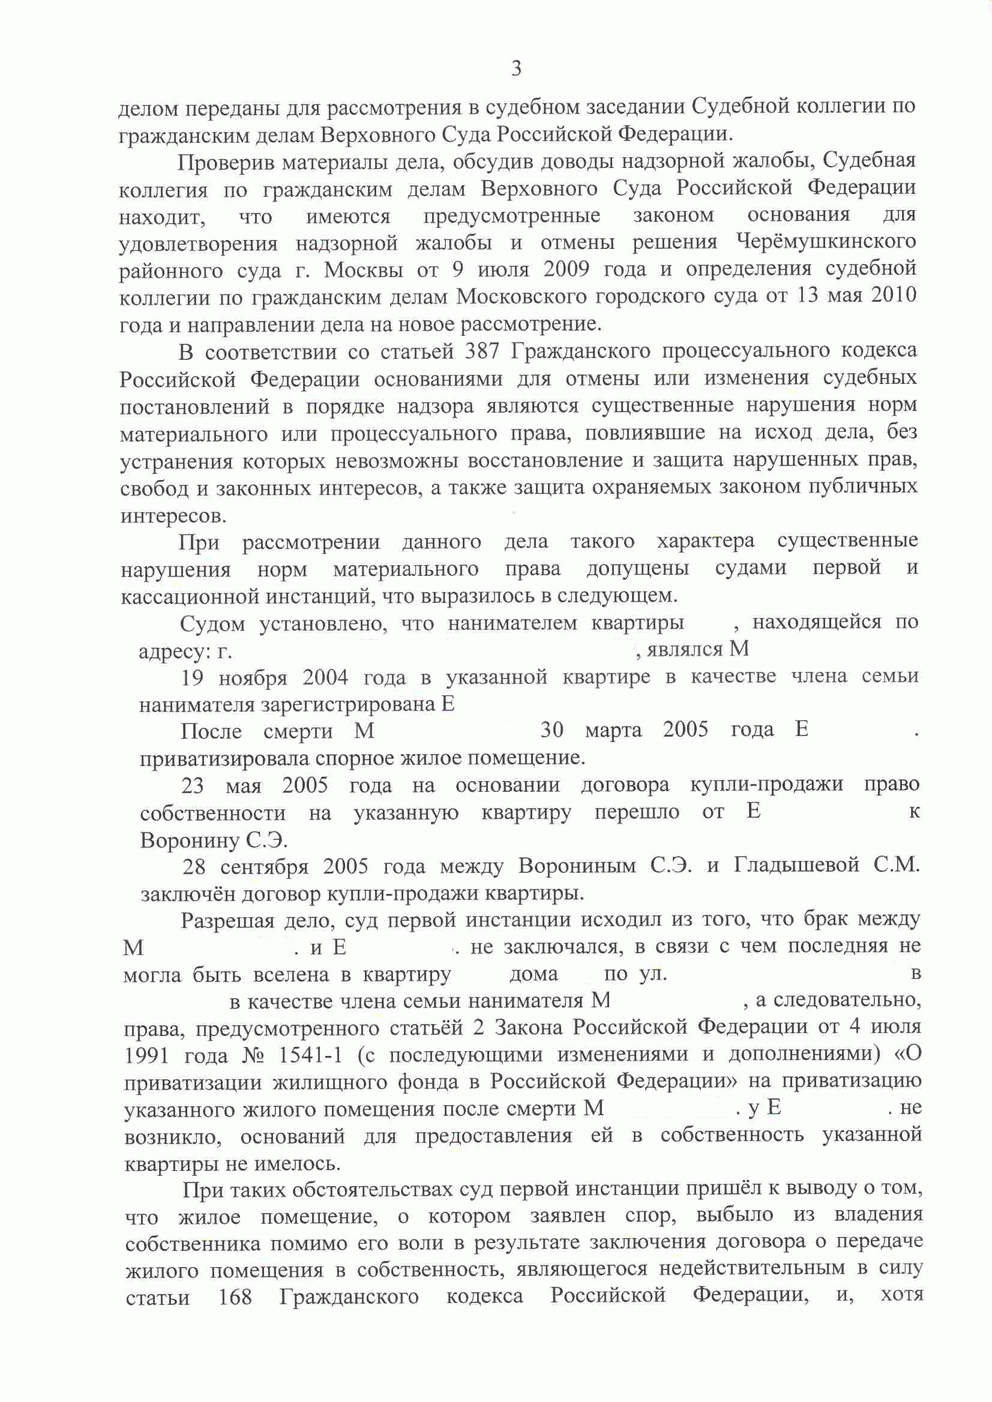 3
делом переданы для рассмотрения в судебном заседании Судебной коллегии по
гражданским делам Верховного Суда Российской Федерации.
Проверив материалы дела, обсудив доводы надзорной жалобы, Судебная
коллегия по гражданским делам Верховного Суда Российской Федерации
находит, что имеются предусмотренные законом основания для
удовлетворения надзорной жалобы и отмены решения Черёмушкинского
районного суда г. Москвы от 9 июля 2009 года и определения судебной
коллегии по гражданским делам Московского городского суда от 13 мая 2010
года и направлении дела на новое рассмотрение.
В соответствии со статьей 387 Гражданского процессуального кодекса
Российской Федерации основаниями для отмены или изменения судебных
постановлений в порядке надзора являются существенные нарушения норм
материального или процессуального права, повлиявшие на исход дела, без
устранения которых невозможны восстановление и защита нарушенных прав,
свобод и законных интересов, а также защита охраняемых законом публичных
интересов.
При рассмотрении данного дела такого характера существенные
нарушения норм материального права допущены судами первой и
кассационной инстанций, что выразилось в следующем.
Судом установлено, что нанимателем квартиры , находящейся по
адресу: г. , являлся М
19 ноября 2004 года в указанной квартире в качестве члена семьи
нанимателя зарегистрирована Е
После смерти М 30 марта 2005 года Е .
приватизировала спорное жилое помещение.
23 мая 2005 года на основании договора купли-продажи право
собственности на указанную квартиру перешло от Е к
Воронину С.Э.
28 сентября 2005 года между Ворониным С.Э. и Гладышевой С.М.
заключён договор купли-продажи квартиры.
Разрешая дело, суд первой инстанции исходил из того, что брак между
М . и Е . не заключался, в связи с чем последняя не
могла быть вселена в квартиру дома по ул. в
в качестве члена семьи нанимателя М , а следовательно,
права, предусмотренного статьёй 2 Закона Российской Федерации от 4 июля
1991 года № 1541-1 (с последующими изменениями и дополнениями) «О
приватизации жилищного фонда в Российской Федерации» на приватизацию
указанного жилого помещения после смерти М . у Е . не
возникло, оснований для предоставления ей в собственность указанной
квартиры не имелось.
При таких обстоятельствах суд первой инстанции пришёл к выводу о том,
что жилое помещение, о котором заявлен спор, выбыло из владения
собственника помимо его воли в результате заключения договора о передаче
жилого помещения в собственность, являющегося недействительным в силу
статьи 168 Гражданского кодекса Российской Федерации, и, хотя